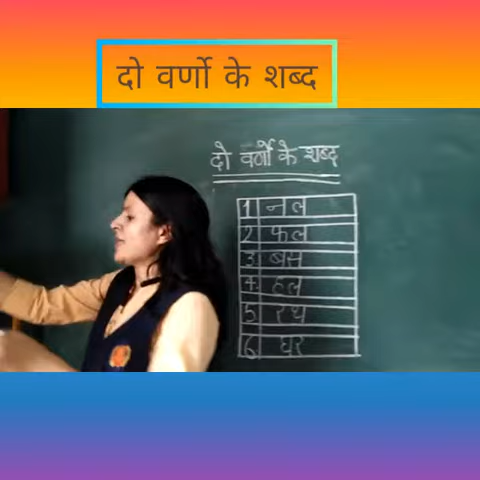 दो वर्णो के शब्द
दो वर्णो के शब्द
1 नल
2 फल
3 बस
4 हल
5 रथ
6 घर